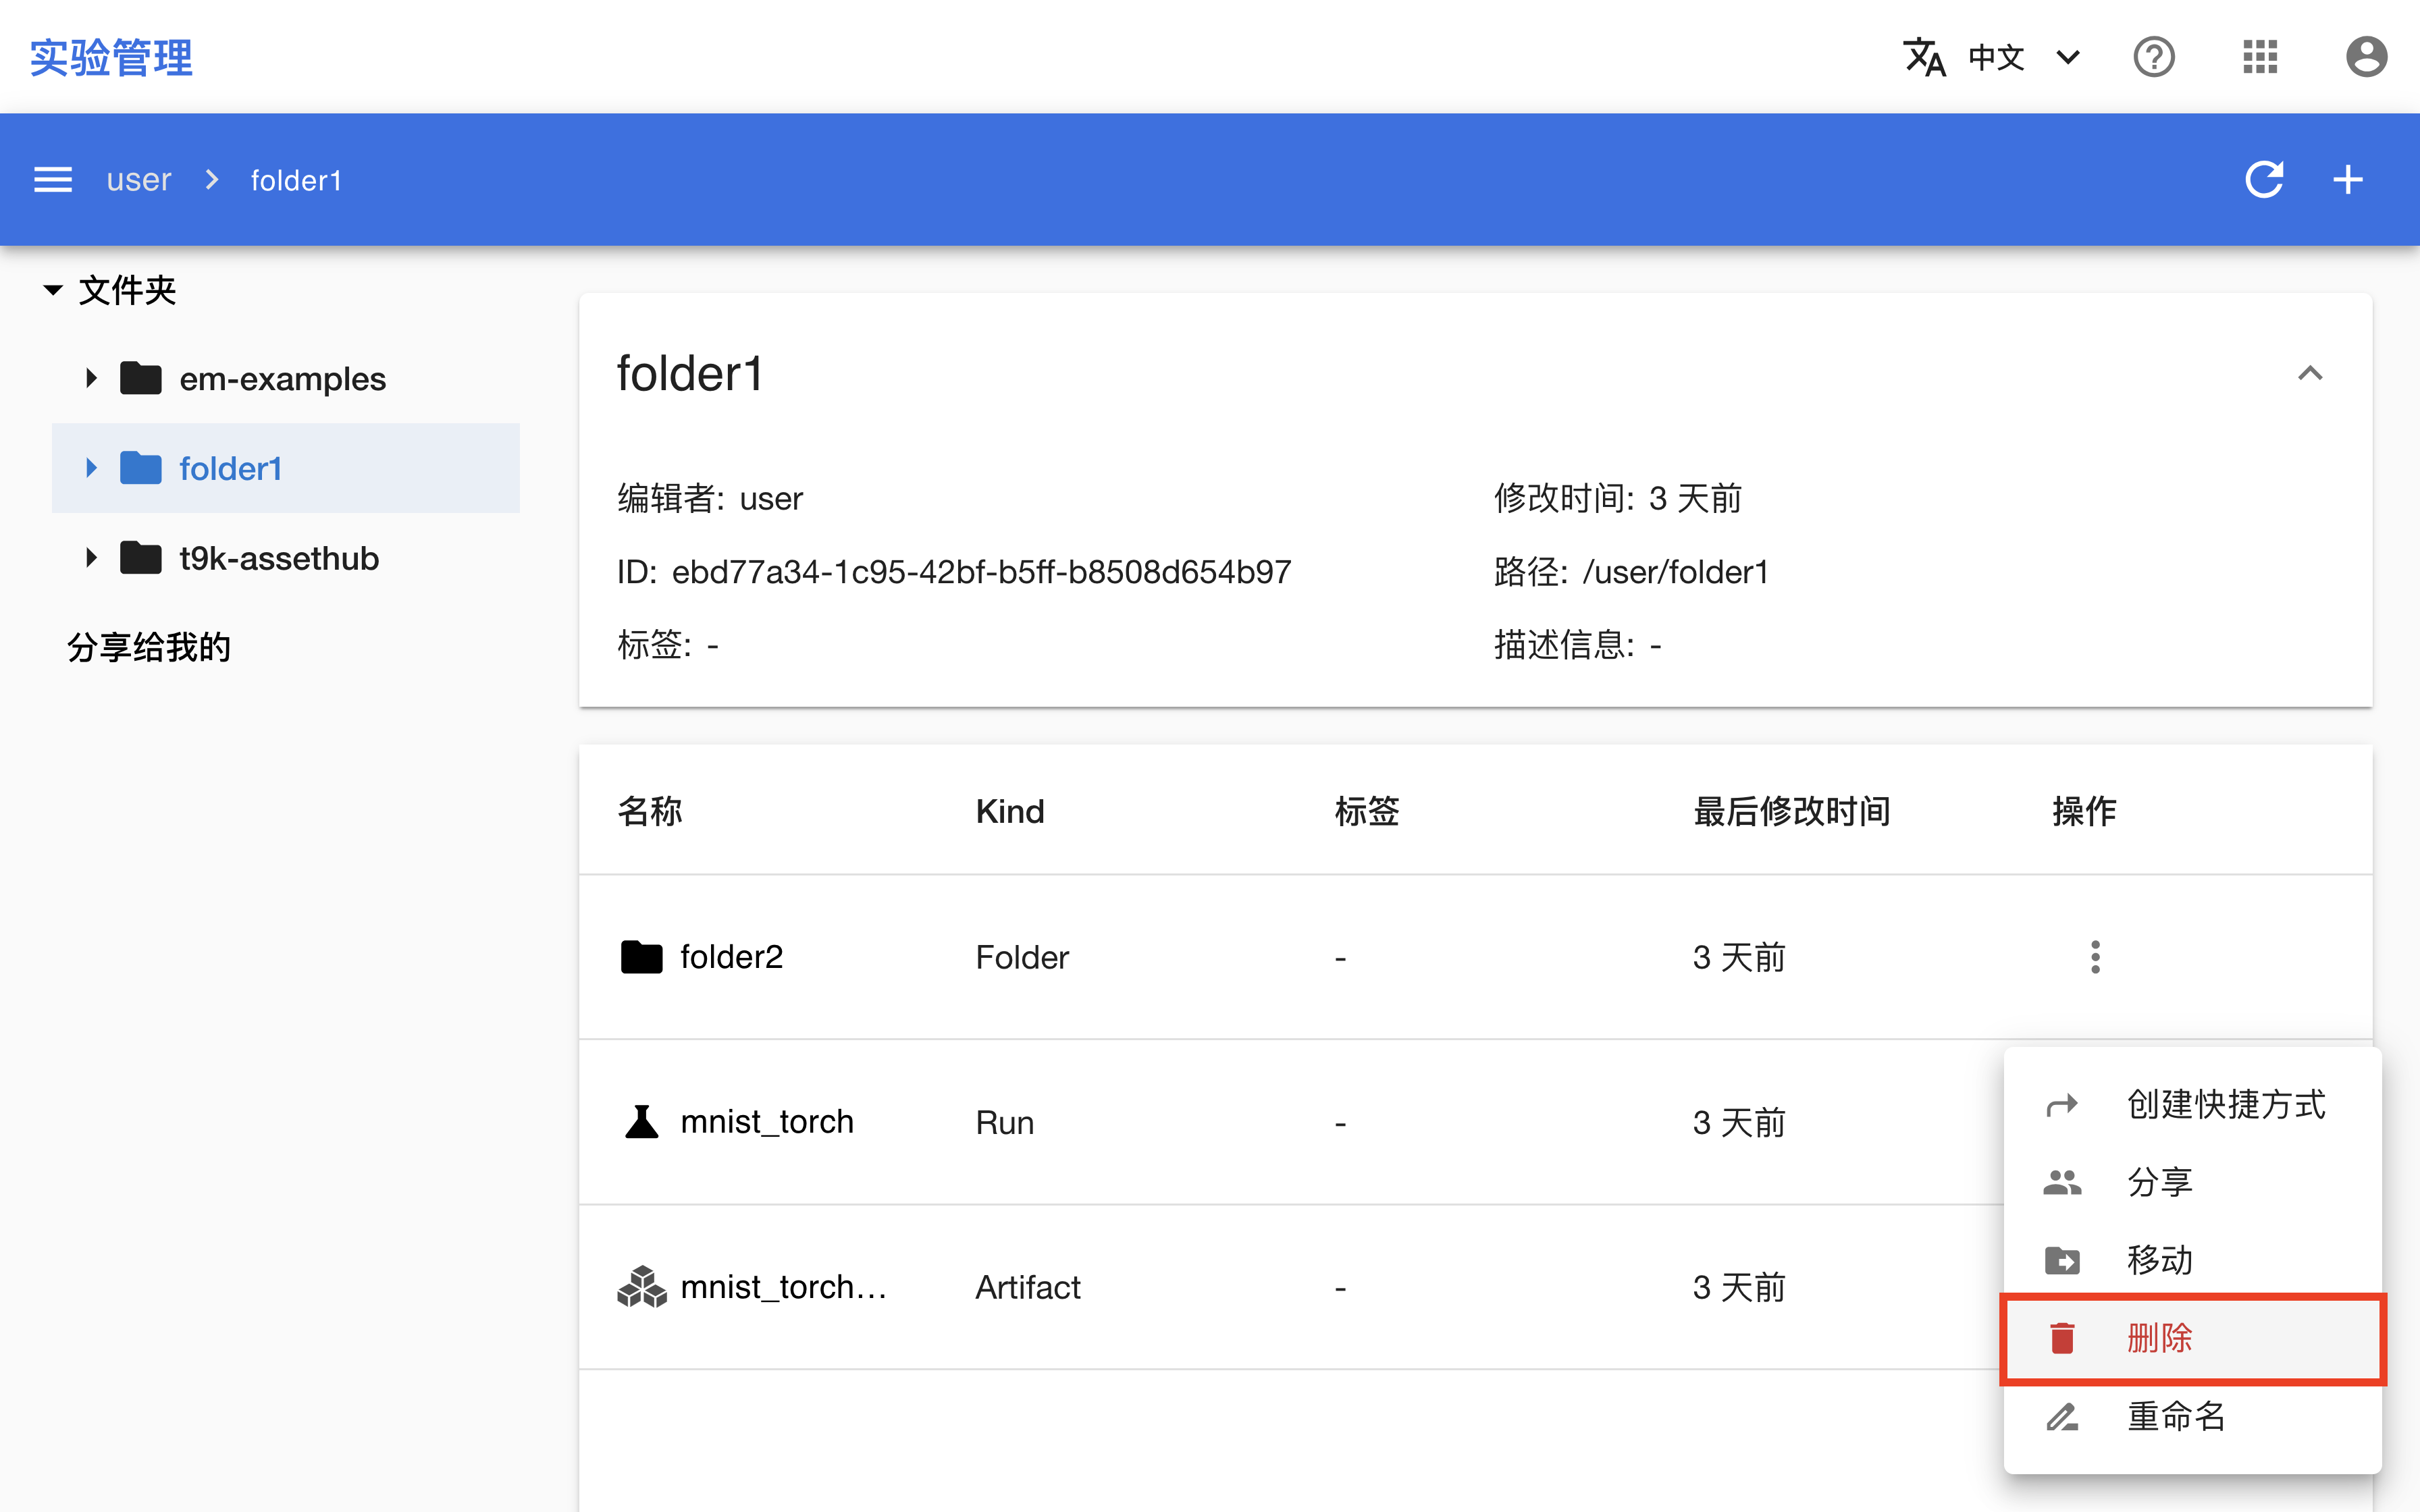 实验管理
中文
user
folder1
文件夹
em-examples
folder1
t9k-assethub
分享给我的
folder1
编辑者: user
修改时间: 3 天前
ID: ebd77a34-1c95-42bf-b5ff-b8508d654b97
路径: /user/folder1
标签: -
描述信息: -
名称 Kind 标签 最后修改时间 操作
folder2 Folder - 3 天前
mnist_torch Run - 3 天前
mnist_torch... Artifact - 3 天前
创建快捷方式
分享
移动
删除
重命名